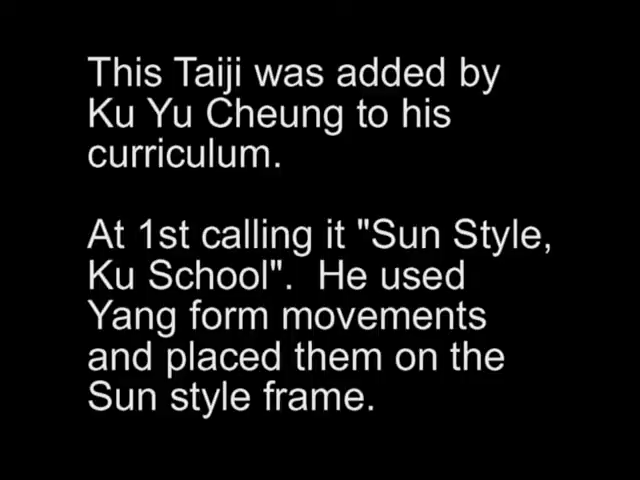 This Taiji was added by
Ku Yu Cheung to his
curriculum.
At 1st calling it "Sun Style,
Ku School".  He used
Yang form movements
and placed them on the
Sun style frame.